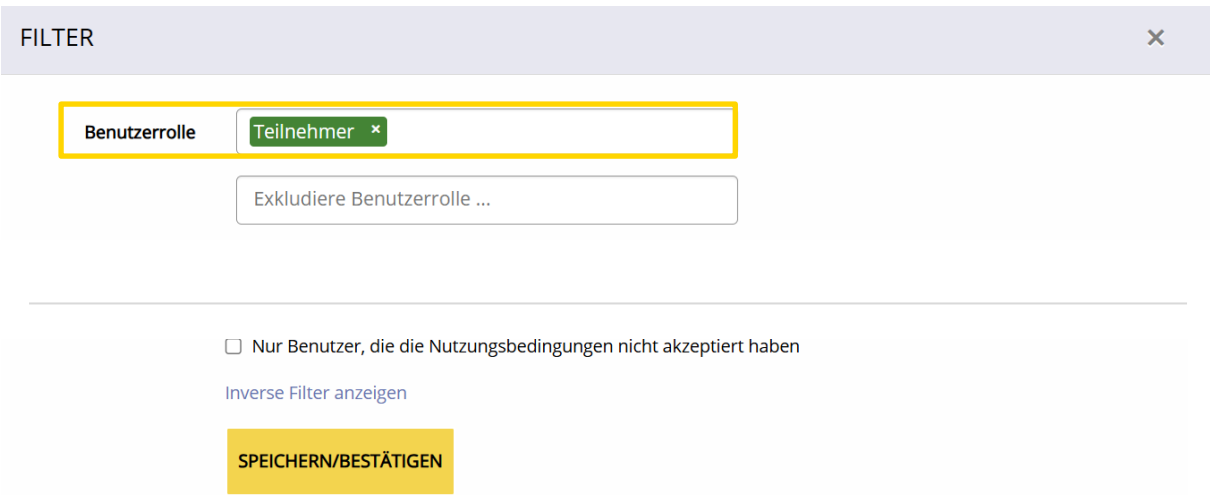 FILTER ×
Benutzerrolle Teilnehmer ×
Exkludiere Benutzerrolle ...
Nur Benutzer, die die Nutzungsbedingungen nicht akzeptiert haben
Inverse Filter anzeigen
SPEICHERN/BESTÄTIGEN